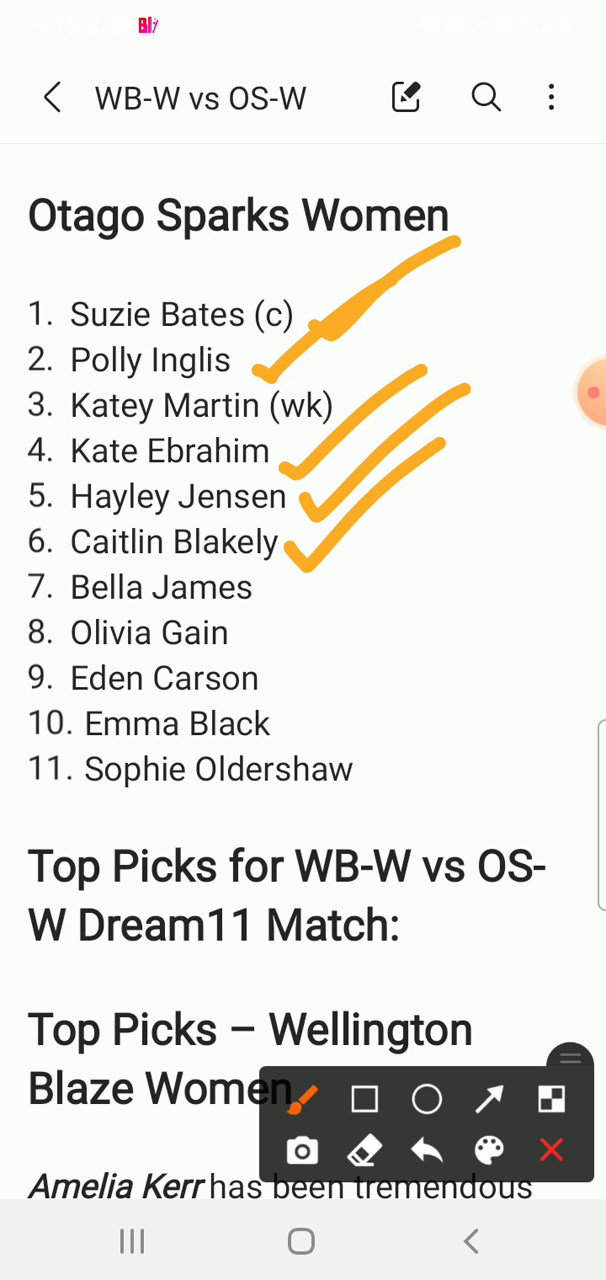 WB-W vs OS-W
Otago Sparks Women
1. Suzie Bates (c)
2. Polly Inglis
3. Katey Martin (wk)
4. Kate Ebrahim
5. Hayley Jensen
6. Caitlin Blakely
7. Bella James
8. Olivia Gain
9. Eden Carson
10. Emma Black
11. Sophie Oldershaw
Top Picks for WB-W vs OS-
W Dream11 Match:
Top Picks – Wellington
Blaze Women
Amelia Kerr has been tremendous